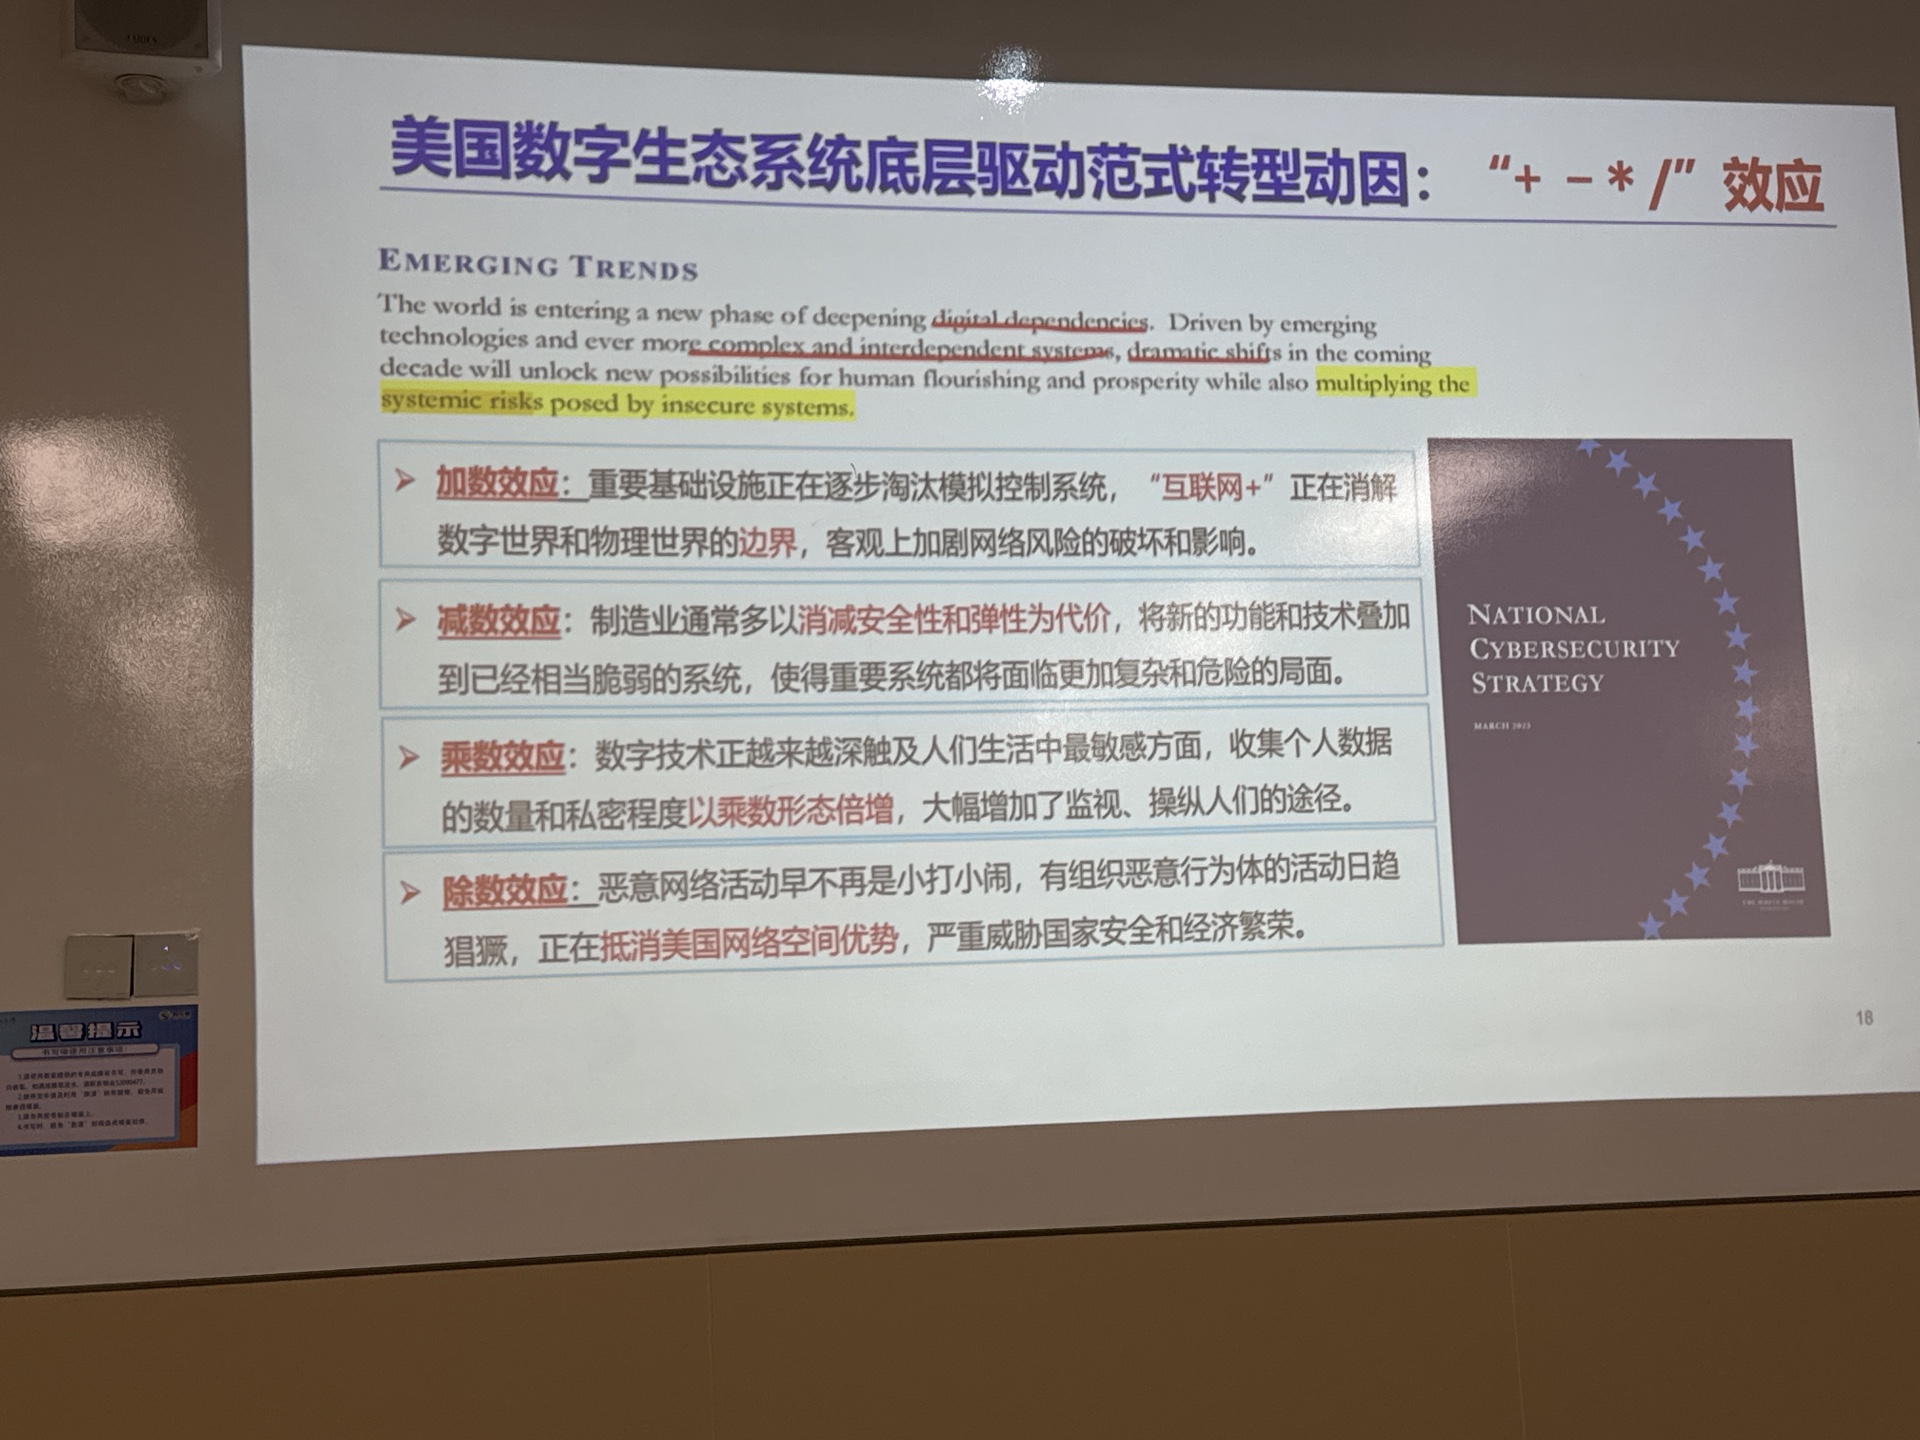 美国数字生态系统底层驱动范式转型动因： “+ - * /” 效应
EMERGING TRENDS
The world is entering a new phase of deepening digital dependencies. Driven by emerging
technologies and ever more complex and interdependent systems, dramatic shifts in the coming
decade will unlock new possibilities for human flourishing and prosperity while also multiplying the
systemic risks posed by insecure systems.
➢ 加数效应：重要基础设施正在逐步淘汰模拟控制系统，“互联网+”正在消解
数字世界和物理世界的边界，客观上加剧网络风险的破坏和影响。
➢ 减数效应：制造业通常多以消减安全性和弹性为代价，将新的功能和技术叠加
到已经相当脆弱的系统，使得重要系统都将面临更加复杂和危险的局面。
➢ 乘数效应：数字技术正越来越深触及人们生活中最敏感方面，收集个人数据
的数量和私密程度以乘数形态倍增，大幅增加了监视、操纵人们的途径。
➢ 除数效应：恶意网络活动早不再是小打小闹，有组织恶意行为体的活动日趋
猖獗，正在抵消美国网络空间优势，严重威胁国家安全和经济繁荣。
NATIONAL
CYBERSECURITY
STRATEGY
MARCH 2023
THE WHITE HOUSE
18
温馨提示